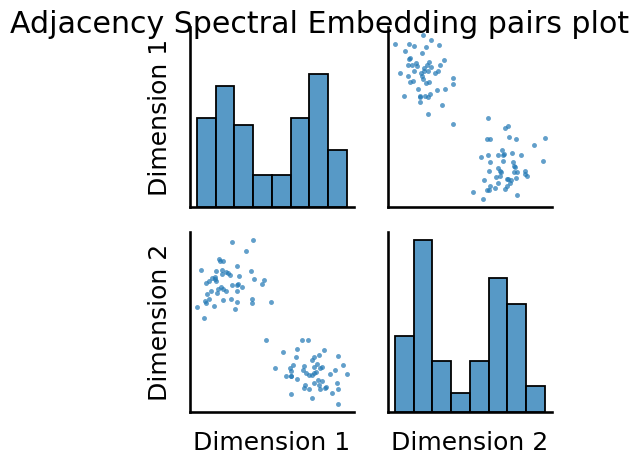 Adjacency Spectral Embedding pairs plot
Dimension 1
Dimension 2
Dimension 1
Dimension 2